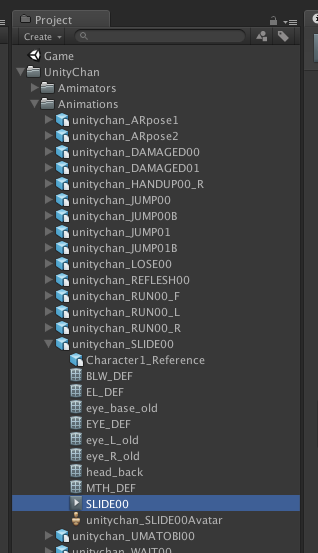 Project
Create
Game
UnityChan
Amimators
Animations
unitychan_ARpose1
unitychan_ARpose2
unitychan_DAMAGED00
unitychan_DAMAGED01
unitychan_HANDUP00_R
unitychan_JUMP00
unitychan_JUMP00B
unitychan_JUMP01
unitychan_JUMP01B
unitychan_LOSE00
unitychan_REFLESH00
unitychan_RUN00_F
unitychan_RUN00_L
unitychan_RUN00_R
unitychan_SLIDE00
Character1_Reference
BLW_DEF
EL_DEF
eye_base_old
EYE_DEF
eye_L_old
eye_R_old
head_back
MTH_DEF
SLIDE00
unitychan_SLIDE00Avatar
unitychan_UMATOBI00
unitychan_WAIT00